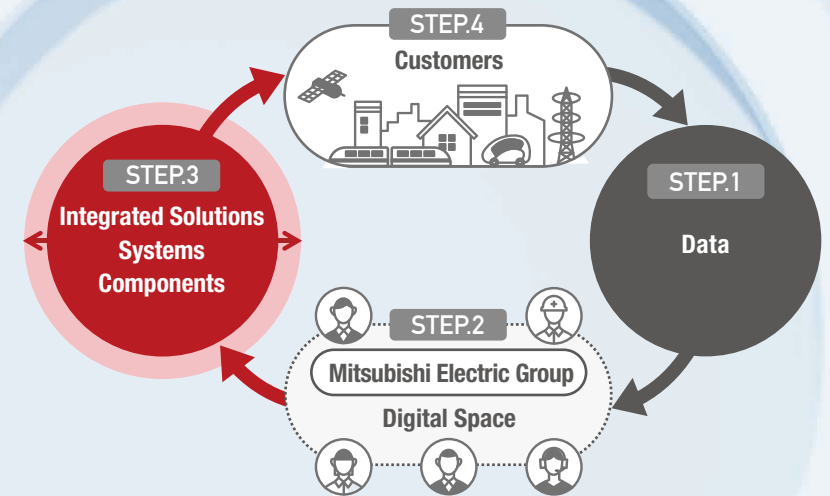 STEP.4
Customers
STEP.3
Integrated Solutions
Systems
Components
STEP.1
Data
STEP.2
Mitsubishi Electric Group
Digital Space